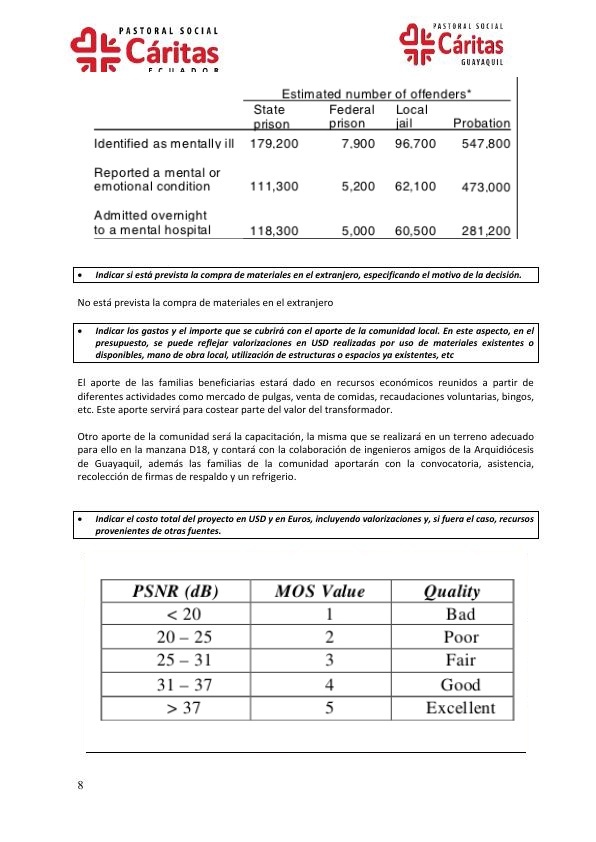 PASTORAL SOCIAL
Cáritas
ECUADOR
PASTORAL SOCIAL
Cáritas
GUAYAQUIL
Estimated number of offenders*
State prison Federal prison Local jail Probation
Identified as mentally ill 179,200 7,900 96,700 547,800
Reported a mental or
emotional condition 111,300 5,200 62,100 473,000
Admitted overnight
to a mental hospital 118,300 5,000 60,500 281,200
• Indicar si está prevista la compra de materiales en el extranjero, especificando el motivo de la decisión.
No está prevista la compra de materiales en el extranjero
• Indicar los gastos y el importe que se cubrirá con el aporte de la comunidad local. En este aspecto, en el
presupuesto, se puede reflejar valorizaciones en USD realizadas por uso de materiales existentes o
disponibles, mano de obra local, utilización de estructuras o espacios ya existentes, etc
El aporte de las familias beneficiarias estará dado en recursos económicos reunidos a partir de
diferentes actividades como mercado de pulgas, venta de comidas, recaudaciones voluntarias, bingos,
etc. Este aporte servirá para costear parte del valor del transformador.
Otro aporte de la comunidad será la capacitación, la misma que se realizará en un terreno adecuado
para ello en la manzana D18, y contará con la colaboración de ingenieros amigos de la Arquidiócesis
de Guayaquil, además las familias de la comunidad aportarán con la convocatoria, asistencia,
recolección de firmas de respaldo y un refrigerio.
• Indicar el costo total del proyecto en USD y en Euros, incluyendo valorizaciones y, si fuera el caso, recursos
provenientes de otras fuentes.
PSNR (dB) MOS Value Quality
< 20 1 Bad
20 – 25 2 Poor
25 – 31 3 Fair
31 – 37 4 Good
> 37 5 Excellent
8